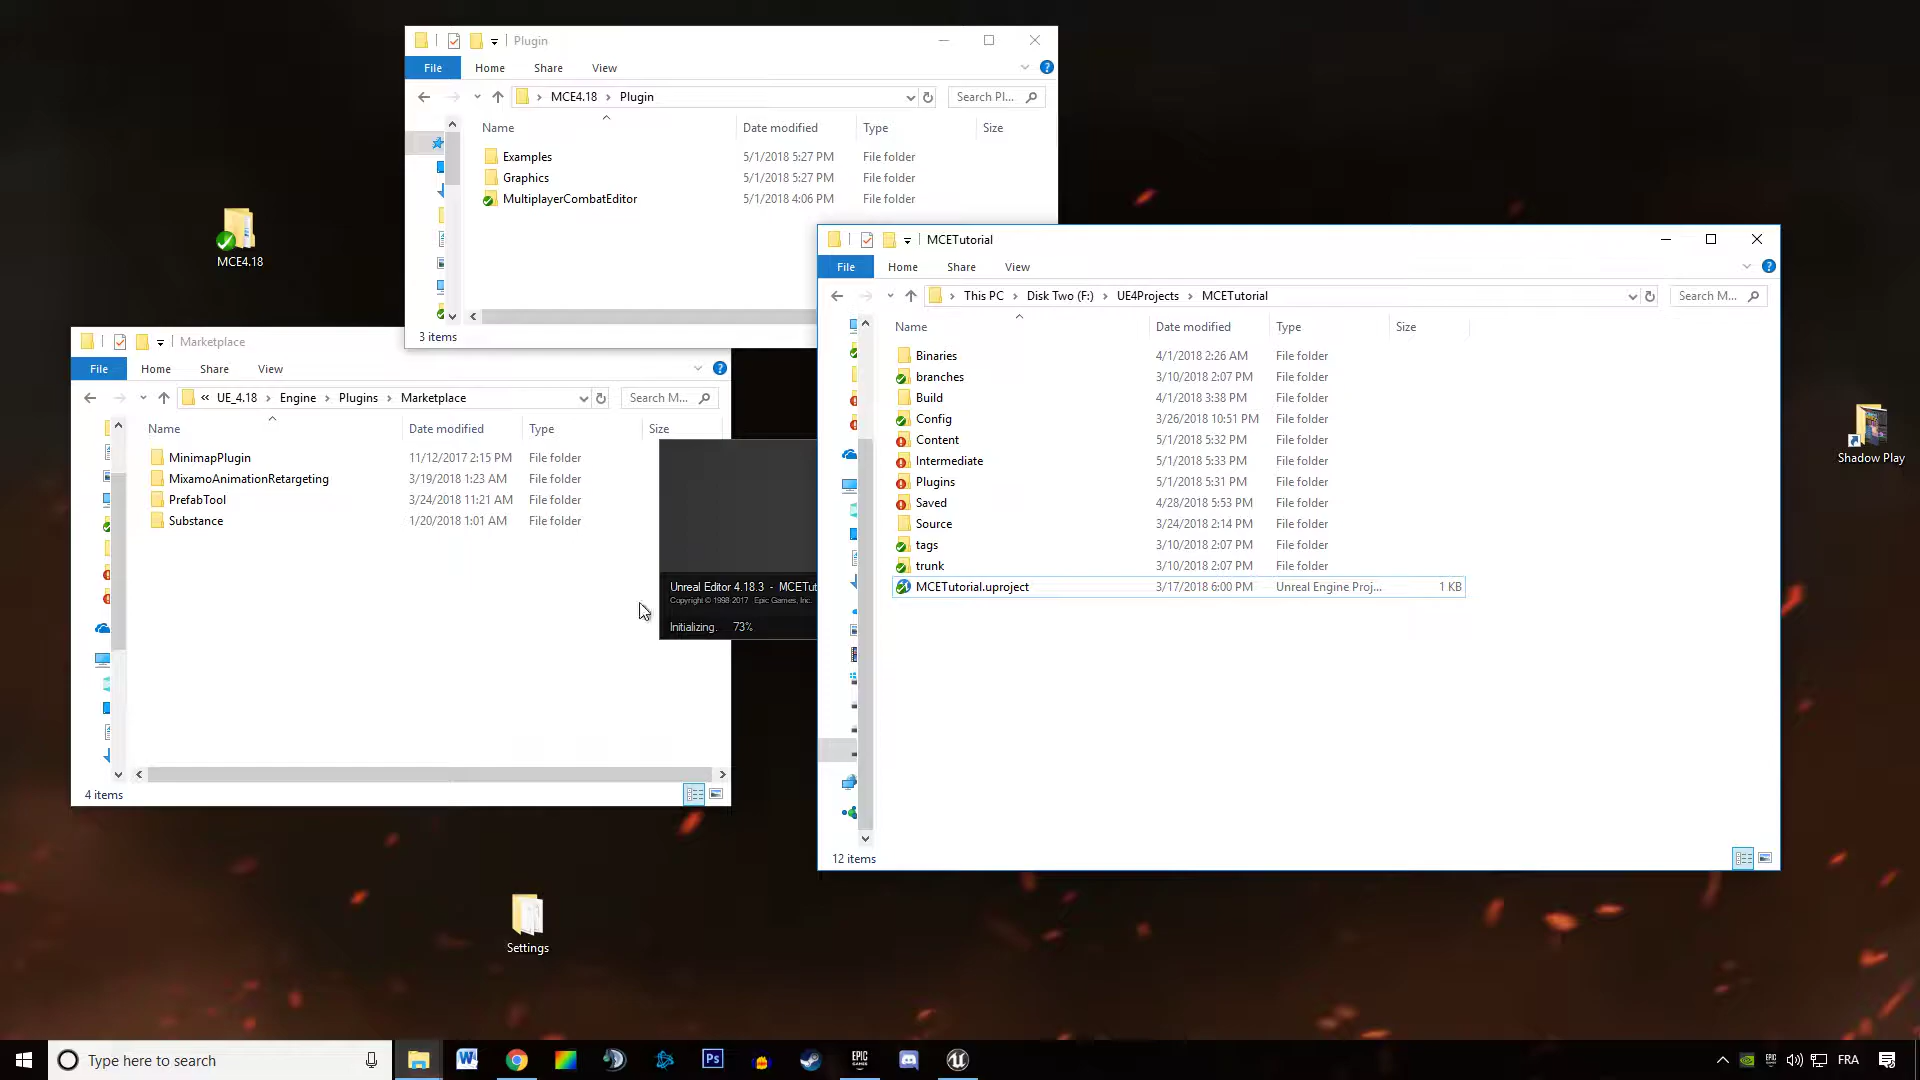 Plugin
File Home Share View
MCE4.18 Plugin Search Pl...
Name Date modified Type Size
Examples 5/1/2018 5:27 PM File folder
Graphics 5/1/2018 5:27 PM File folder
MultiplayerCombatEditor 5/1/2018 4:06 PM File folder
3 items
MCE4.18
MCETutorial
File Home Share View
This PC Disk Two (F:) UE4Projects MCETutorial Search M...
Name Date modified Type Size
Binaries 4/1/2018 2:26 AM File folder
branches 3/10/2018 2:07 PM File folder
Build 4/1/2018 3:38 PM File folder
Config 3/26/2018 10:51 PM File folder
Content 5/1/2018 5:32 PM File folder
Intermediate 5/1/2018 5:33 PM File folder
Plugins 5/1/2018 5:31 PM File folder
Saved 4/28/2018 5:53 PM File folder
Source 3/24/2018 2:14 PM File folder
tags 3/10/2018 2:07 PM File folder
trunk 3/10/2018 2:07 PM File folder
MCETutorial.uproject 3/17/2018 6:00 PM Unreal Engine Proj... 1 KB
12 items
Marketplace
File Home Share View
« UE_4.18 Engine Plugins Marketplace Search M...
Name Date modified Type Size
MinimapPlugin 11/12/2017 2:15 PM File folder
MixamoAnimationRetargeting 3/19/2018 1:23 AM File folder
PrefabTool 3/24/2018 11:21 AM File folder
Substance 1/20/2018 1:01 AM File folder
4 items
Unreal Editor 4.18.3 - MCETut
Copyright © 1998-2017 Epic Games, Inc.
Initializing. 73%
Shadow Play
Settings
Type here to search
W
Ps
EPIC GAMES
FRA